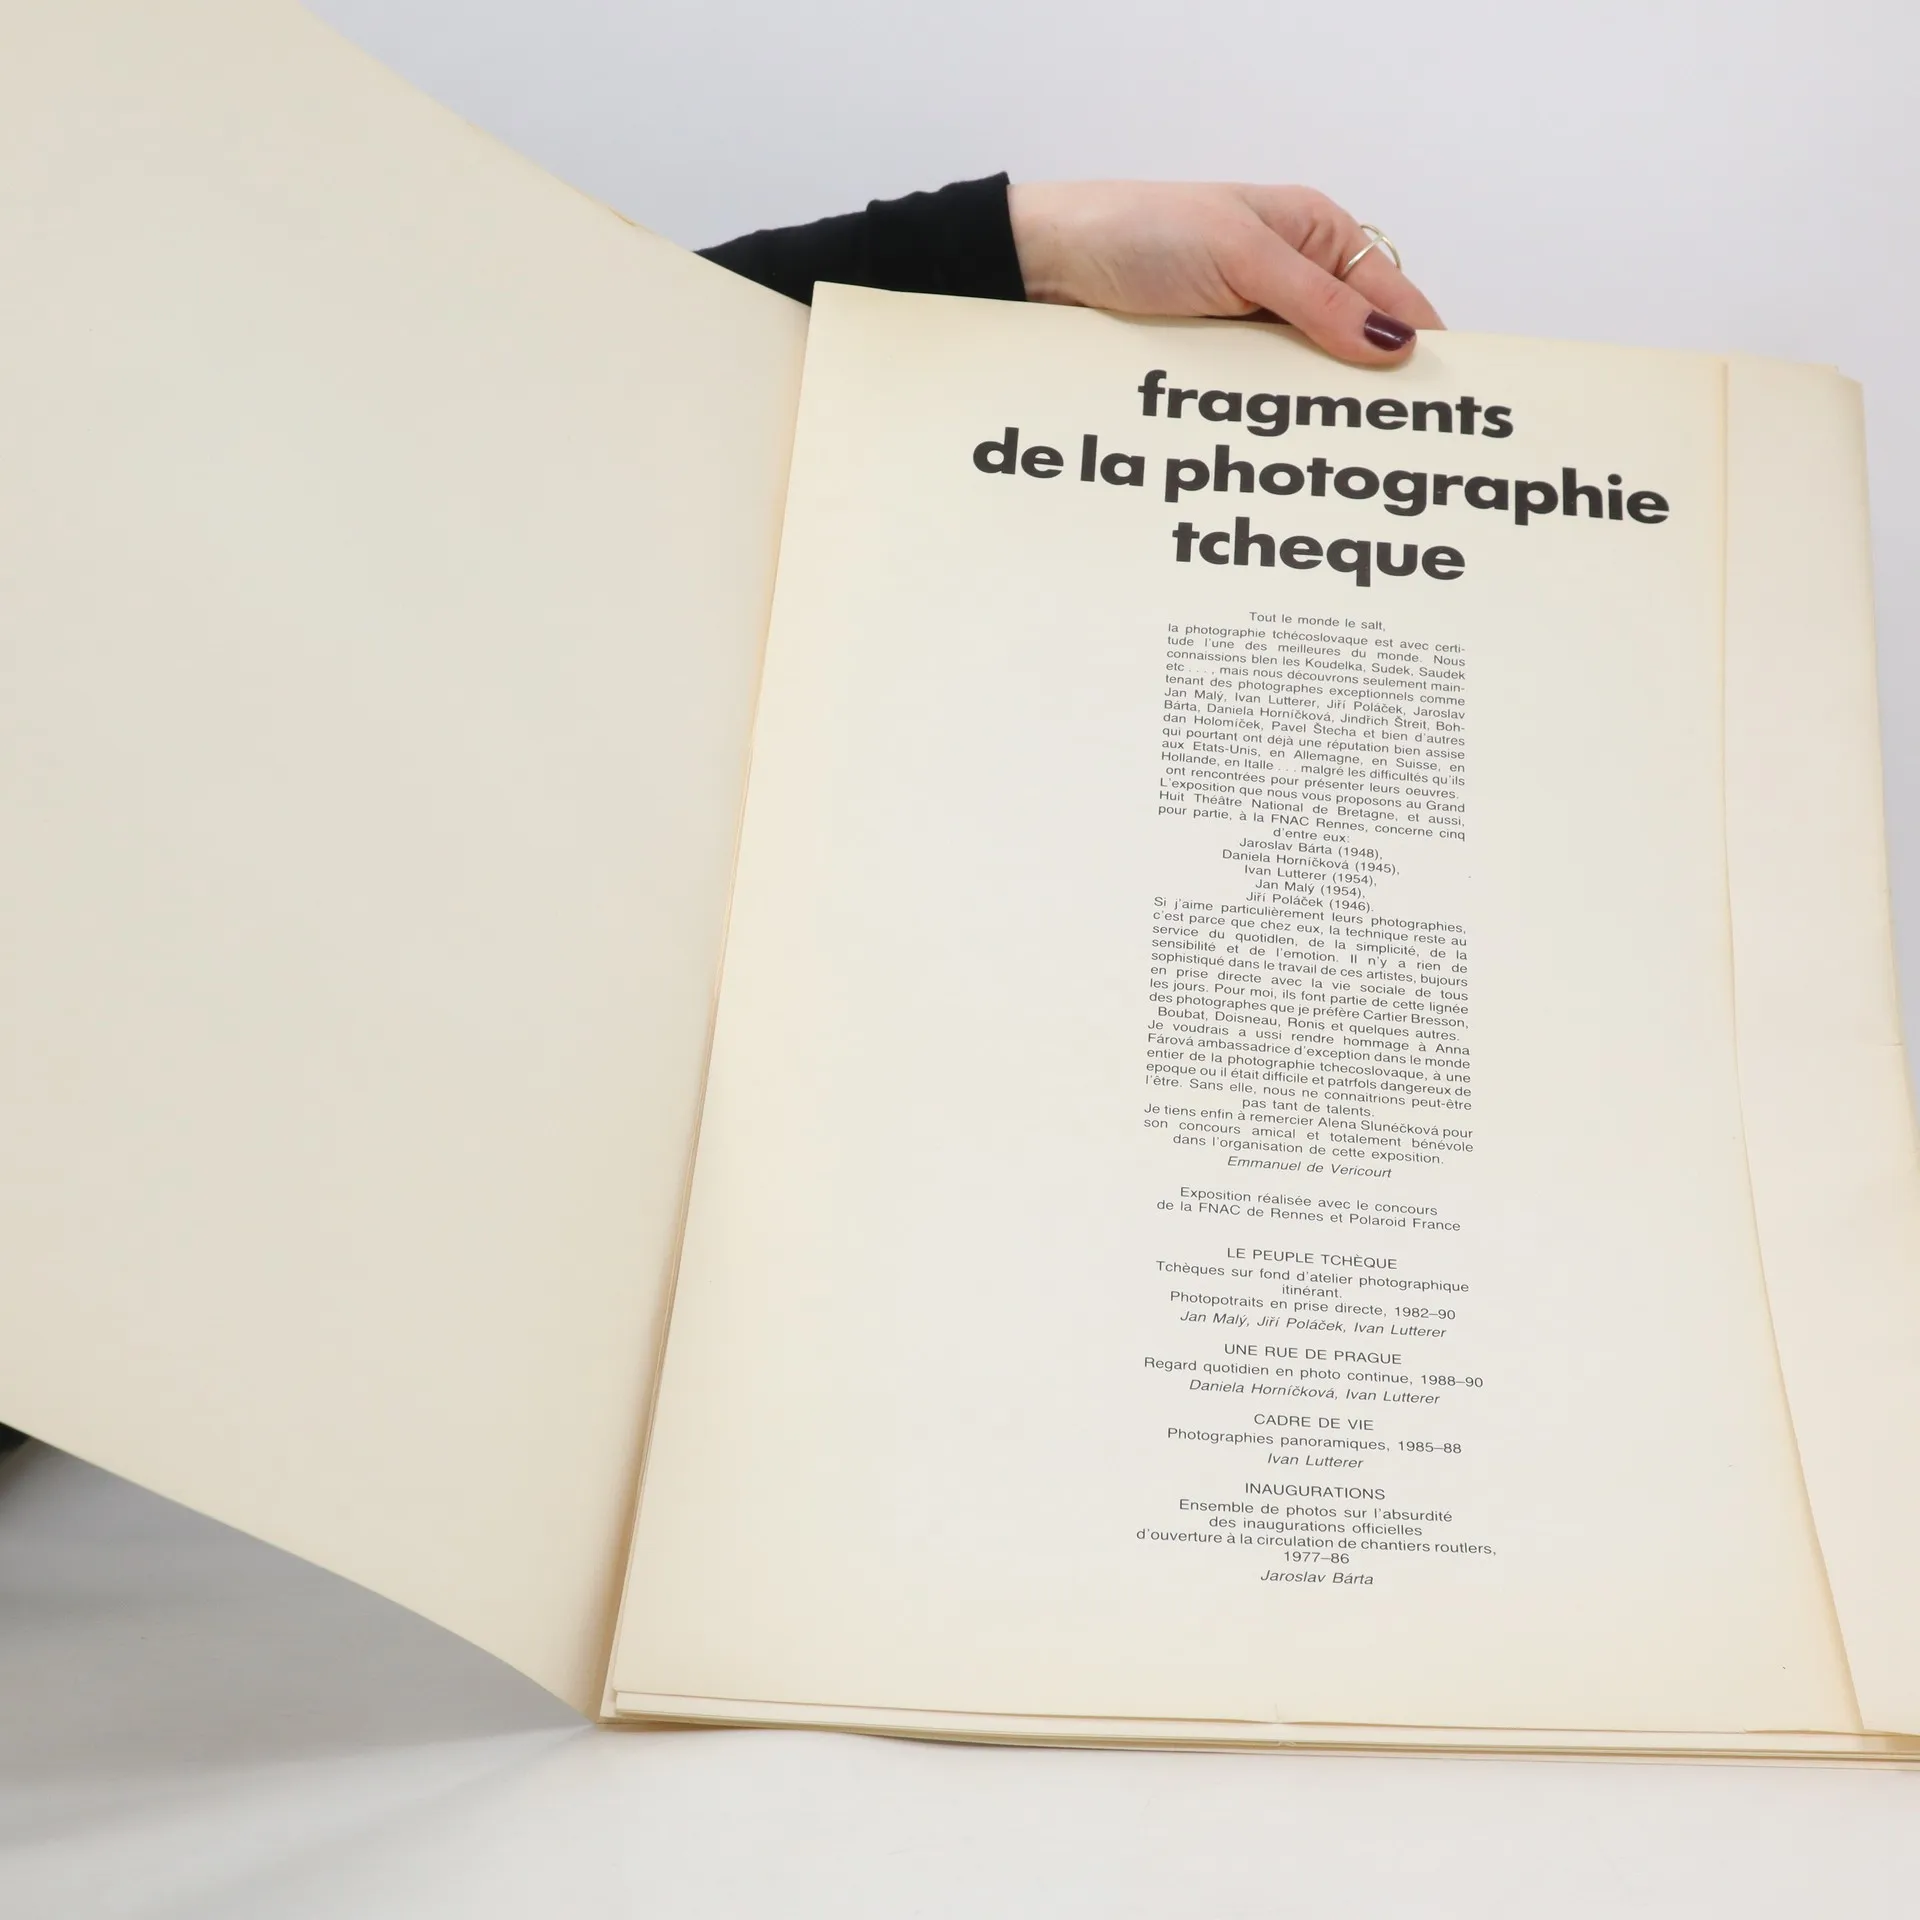 fragments
de la photographie
tcheque
Tout le monde le salt,
la photographie tchécoslovaque est avec certi-
tude l'une des meilleures du monde. Nous
connaissions blen les Koudelka, Sudek, Saudek
etc . . . , mais nous découvrons seulement main-
tenant des photographes exceptionnels comme
Jan Malý, Ivan Lutterer, Jiří Poláček, Jaroslav
Bárta, Daniela Horníčková, Jindřich Štreit, Boh-
dan Holomíček, Pavel Štecha et bien d'autres
qui pourtant ont déjà une réputation bien assise
aux Etats-Unis, en Allemagne, en Suisse, en
Hollande, en Italle . . . malgré les difficultés qu'ils
ont rencontrées pour présenter leurs oeuvres.
L'exposition que nous vous proposons au Grand
Huit Théâtre National de Bretagne, et aussi,
pour partie, à la FNAC Rennes, concerne cinq
d'entre eux:
Jaroslav Bárta (1948),
Daniela Horníčková (1945),
Ivan Lutterer (1954),
Jan Malý (1954),
Jiří Poláček (1946).
Si j'aime particulièrement leurs photographies,
c'est parce que chez eux, la technique reste au
service du quotidlen, de la simplicité, de la
sensibilité et de l'emotion. Il n'y a rien de
sophistiqué dans le travail de ces artistes, bujours
en prise directe avec la vie sociale de tous
les jours. Pour moi, ils font partie de cette lignée
des photographes que je préfère Cartier Bresson,
Boubat, Doisneau, Ronis et quelques autres.
Je voudrais a ussi rendre hommage à Anna
Fárová ambassadrice d'exception dans le monde
entier de la photographie tchecoslovaque, à une
epoque ou il était difficile et patrfols dangereux de
l'être. Sans elle, nous ne connaitrions peut-être
pas tant de talents.
Je tiens enfin à remercier Alena Slunéčková pour
son concours amical et totalement bénévole
dans l'organisation de cette exposition.
Emmanuel de Vericourt
Exposition réalisée avec le concours
de la FNAC de Rennes et Polaroid France
LE PEUPLE TCHÈQUE
Tchèques sur fond d'atelier photographique
itinérant.
Photopotraits en prise directe, 1982–90
Jan Malý, Jiří Poláček, Ivan Lutterer
UNE RUE DE PRAGUE
Regard quotidien en photo continue, 1988–90
Daniela Horníčková, Ivan Lutterer
CADRE DE VIE
Photographies panoramiques, 1985–88
Ivan Lutterer
INAUGURATIONS
Ensemble de photos sur l'absurdité
des inaugurations officielles
d'ouverture à la circulation de chantiers routlers,
1977–86
Jaroslav Bárta